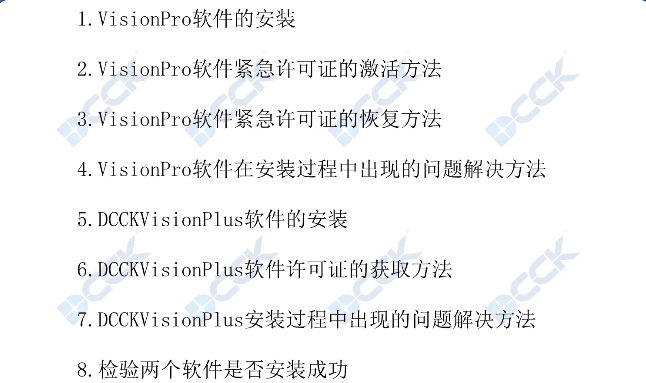 1.VisionPro软件的安装
2.VisionPro软件紧急许可证的激活方法
3.VisionPro软件紧急许可证的恢复方法
4.VisionPro软件在安装过程中出现的问题解决方法
5.DCCKVisionPlus软件的安装
6.DCCKVisionPlus软件许可证的获取方法
7.DCCKVisionPlus安装过程中出现的问题解决方法
8.检验两个软件是否安装成功
DCCK
DCCK
DCCK
DCCK
DCCK
DCCK
DCCK
DCCK